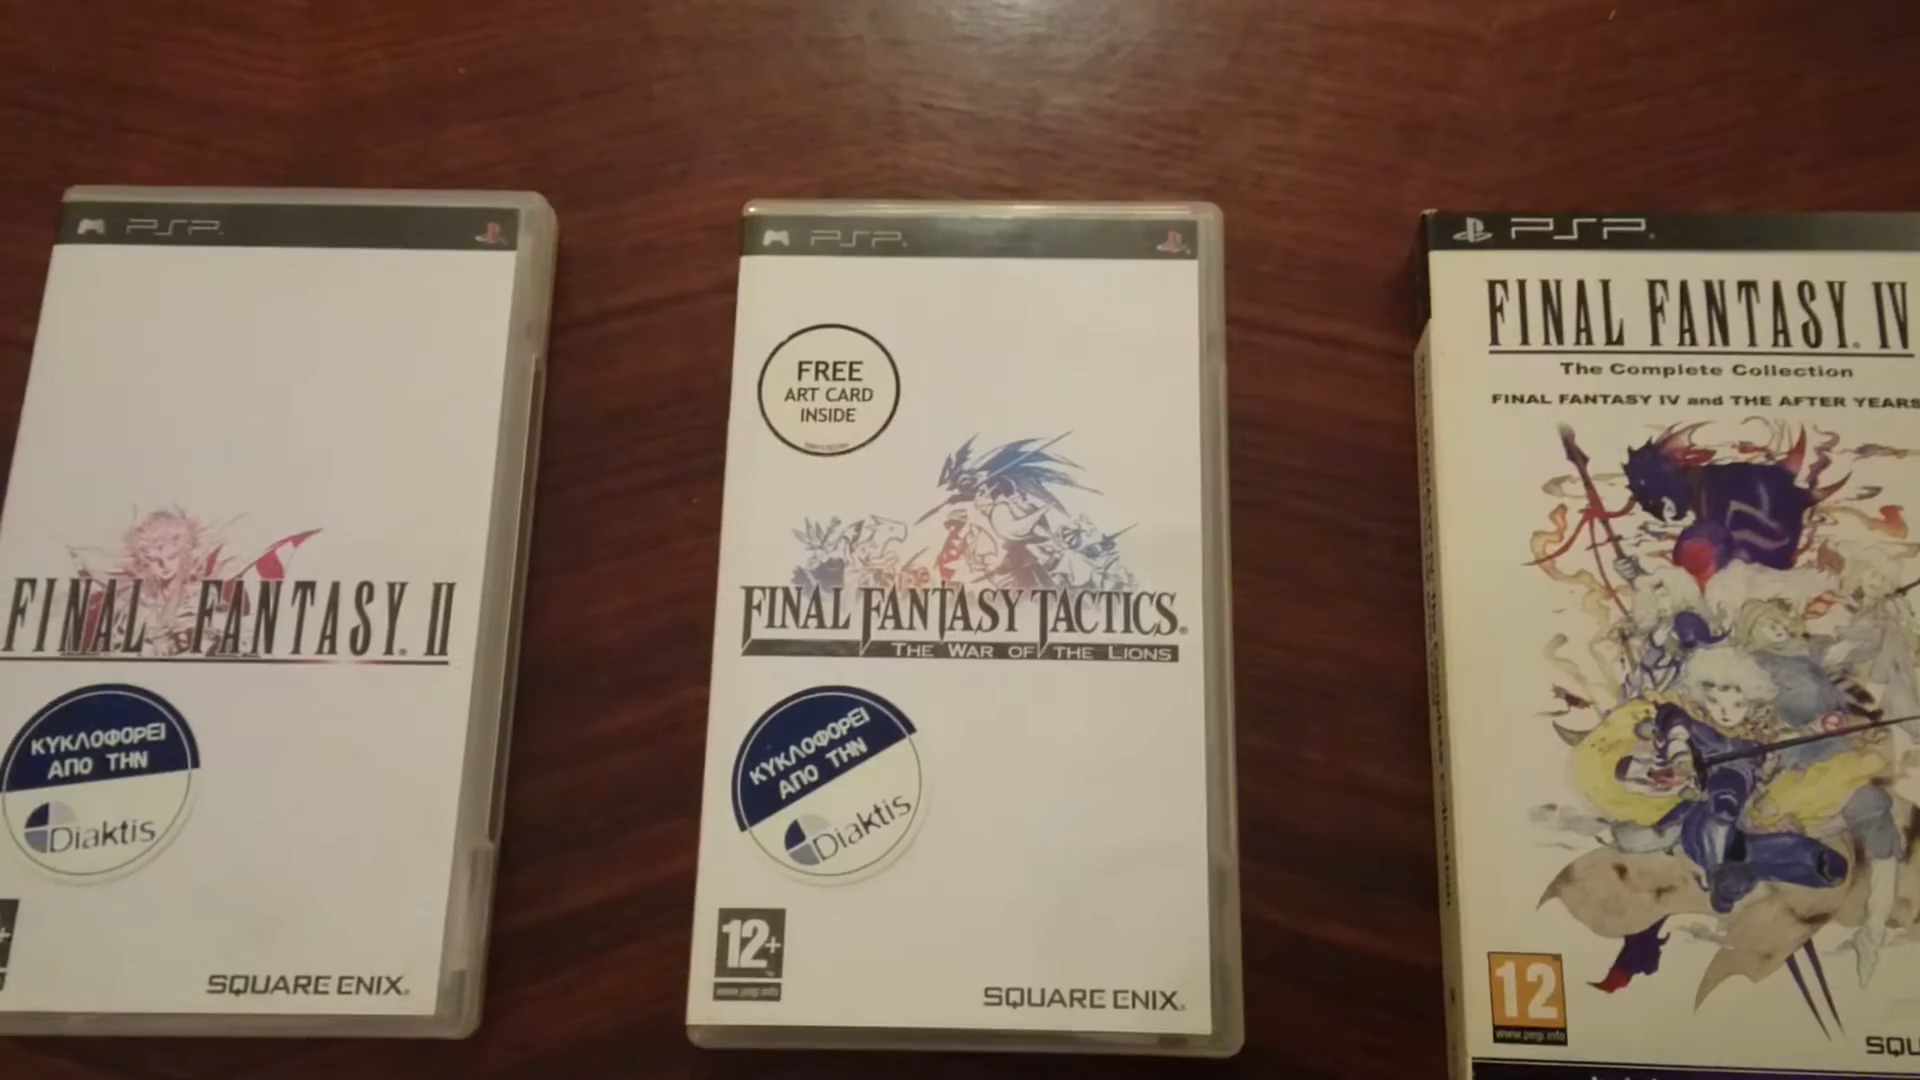 PSP
FINAL FANTASY. II
ΚΥΚΛΟΦΟΡΕΙ
ΑΠΟ ΤΗΝ
Diaktis
SQUARE ENIX.
PSP
FREE
ART CARD
INSIDE
FINAL FANTASY TACTICS
THE WAR OF THE LIONS
ΚΥΚΛΟΦΟΡΕΙ
ΑΠΟ ΤΗΝ
Diaktis
12+
www.pegi.info
SQUARE ENIX.
PSP
FINAL FANTASY. IV
The Complete Collection
FINAL FANTASY IV and THE AFTER YEARS
12
www.pegi.info
SQU